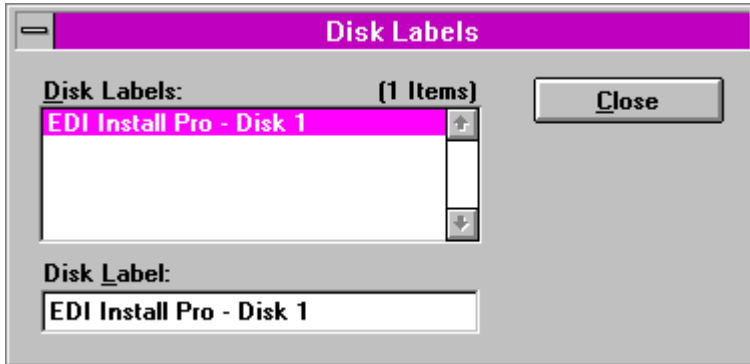 Disk Labels
Disk Labels: (1 Items)
Close
EDI Install Pro - Disk 1
Disk Label:
EDI Install Pro - Disk 1